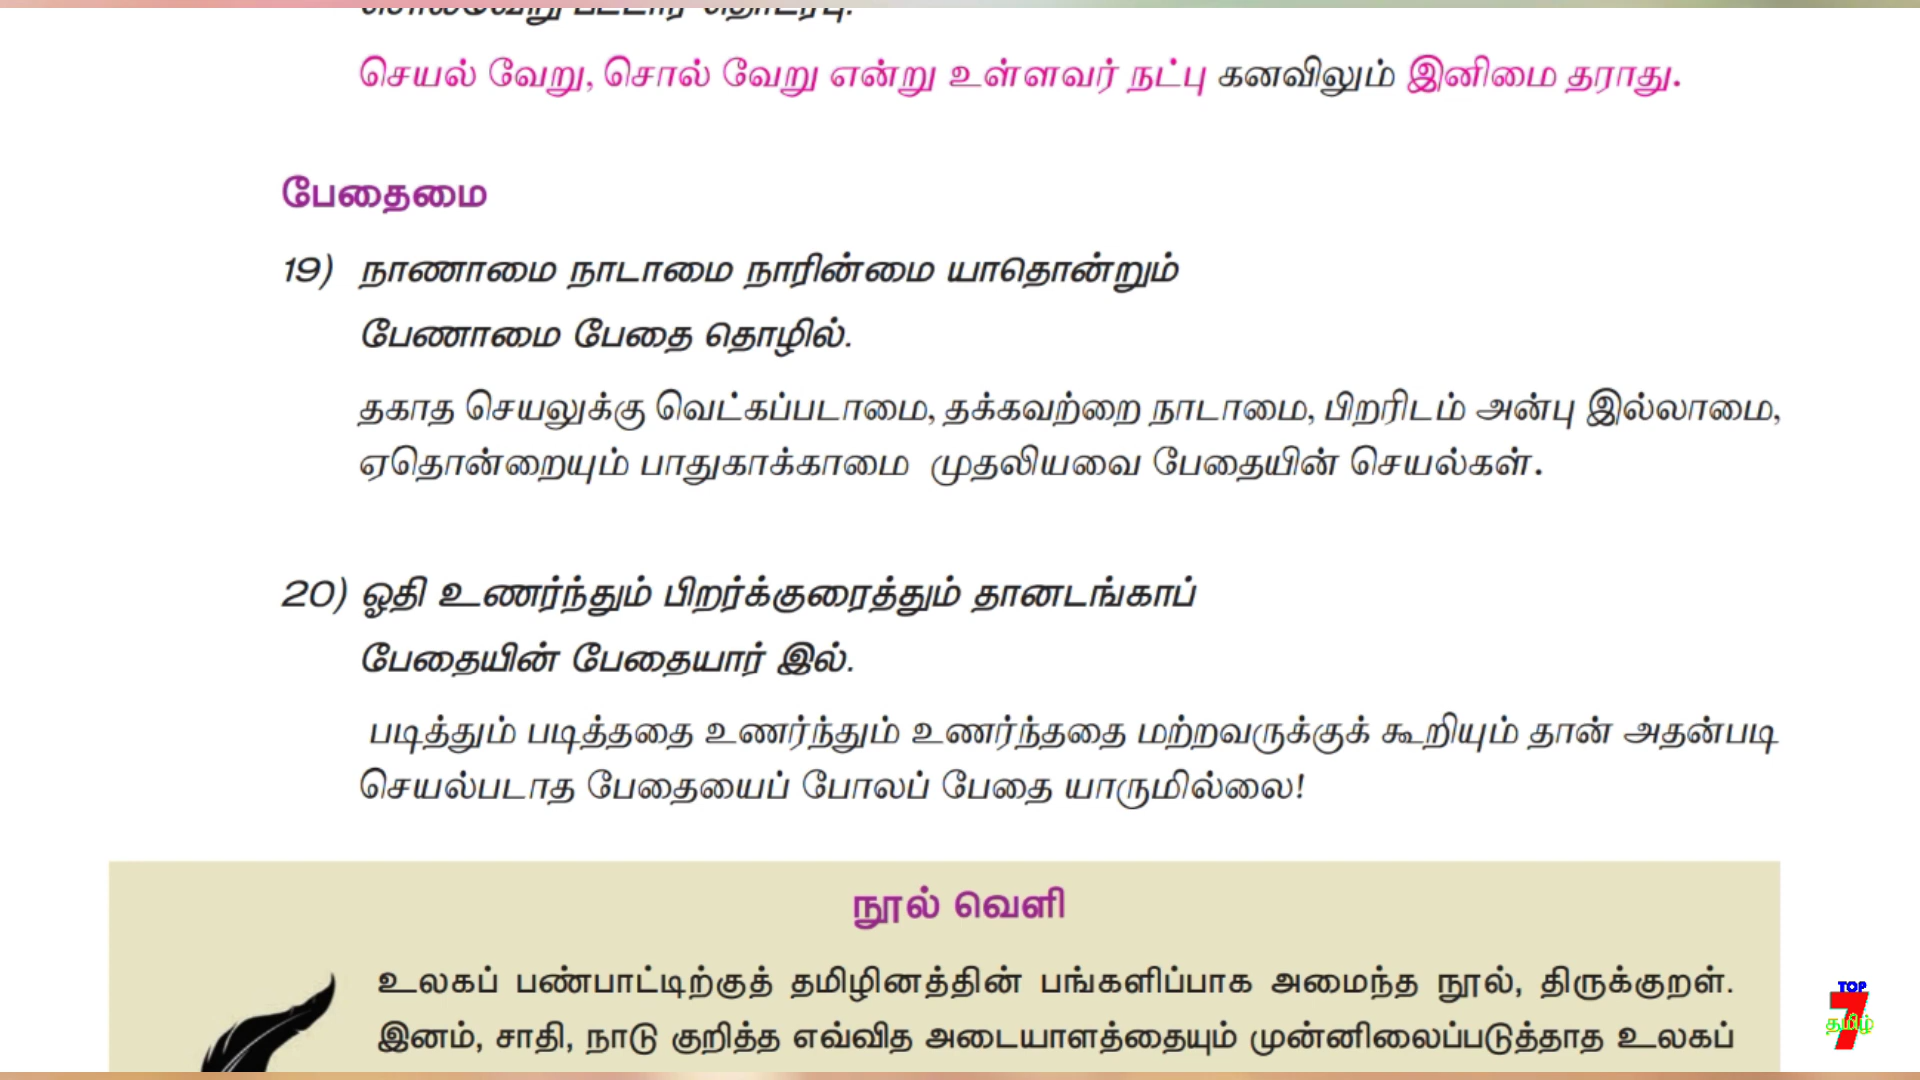 செயல் வேறு, சொல் வேறு என்று உள்ளவர் நட்பு கனவிலும் இனிமை தராது.
பேதைமை
19) நாணாமை நாடாமை நாரின்மை யாதொன்றும்
பேணாமை பேதை தொழில்.
தகாத செயலுக்கு வெட்கப்படாமை, தக்கவற்றை நாடாமை, பிறரிடம் அன்பு இல்லாமை,
ஏதொன்றையும் பாதுகாக்காமை முதலியவை பேதையின் செயல்கள்.
20) ஓதி உணர்ந்தும் பிறர்க்குரைத்தும் தானடங்காப்
பேதையின் பேதையார் இல்.
படித்தும் படித்ததை உணர்ந்தும் உணர்ந்ததை மற்றவருக்குக் கூறியும் தான் அதன்படி
செயல்படாத பேதையைப் போலப் பேதை யாருமில்லை!
நூல் வெளி
உலகப் பண்பாட்டிற்குத் தமிழினத்தின் பங்களிப்பாக அமைந்த நூல், திருக்குறள்.
இனம், சாதி, நாடு குறித்த எவ்வித அடையாளத்தையும் முன்னிலைப்படுத்தாத உலகப்
TOP
7
தமிழ்